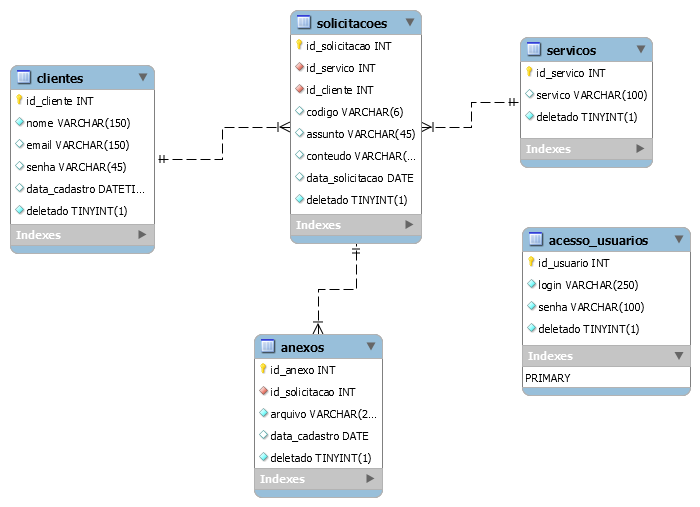 clientes
id_cliente INT
nome VARCHAR(150)
email VARCHAR(150)
senha VARCHAR(45)
data_cadastro DATETI...
deletado TINYINT(1)
Indexes
solicitacoes
id_solicitacao INT
id_servico INT
id_cliente INT
codigo VARCHAR(6)
assunto VARCHAR(45)
conteudo VARCHAR(...
data_solicitacao DATE
deletado TINYINT(1)
Indexes
servicos
id_servico INT
servico VARCHAR(100)
deletado TINYINT(1)
Indexes
acesso_usuarios
id_usuario INT
login VARCHAR(250)
senha VARCHAR(100)
deletado TINYINT(1)
Indexes
PRIMARY
anexos
id_anexo INT
id_solicitacao INT
arquivo VARCHAR(2...
data_cadastro DATE
deletado TINYINT(1)
Indexes